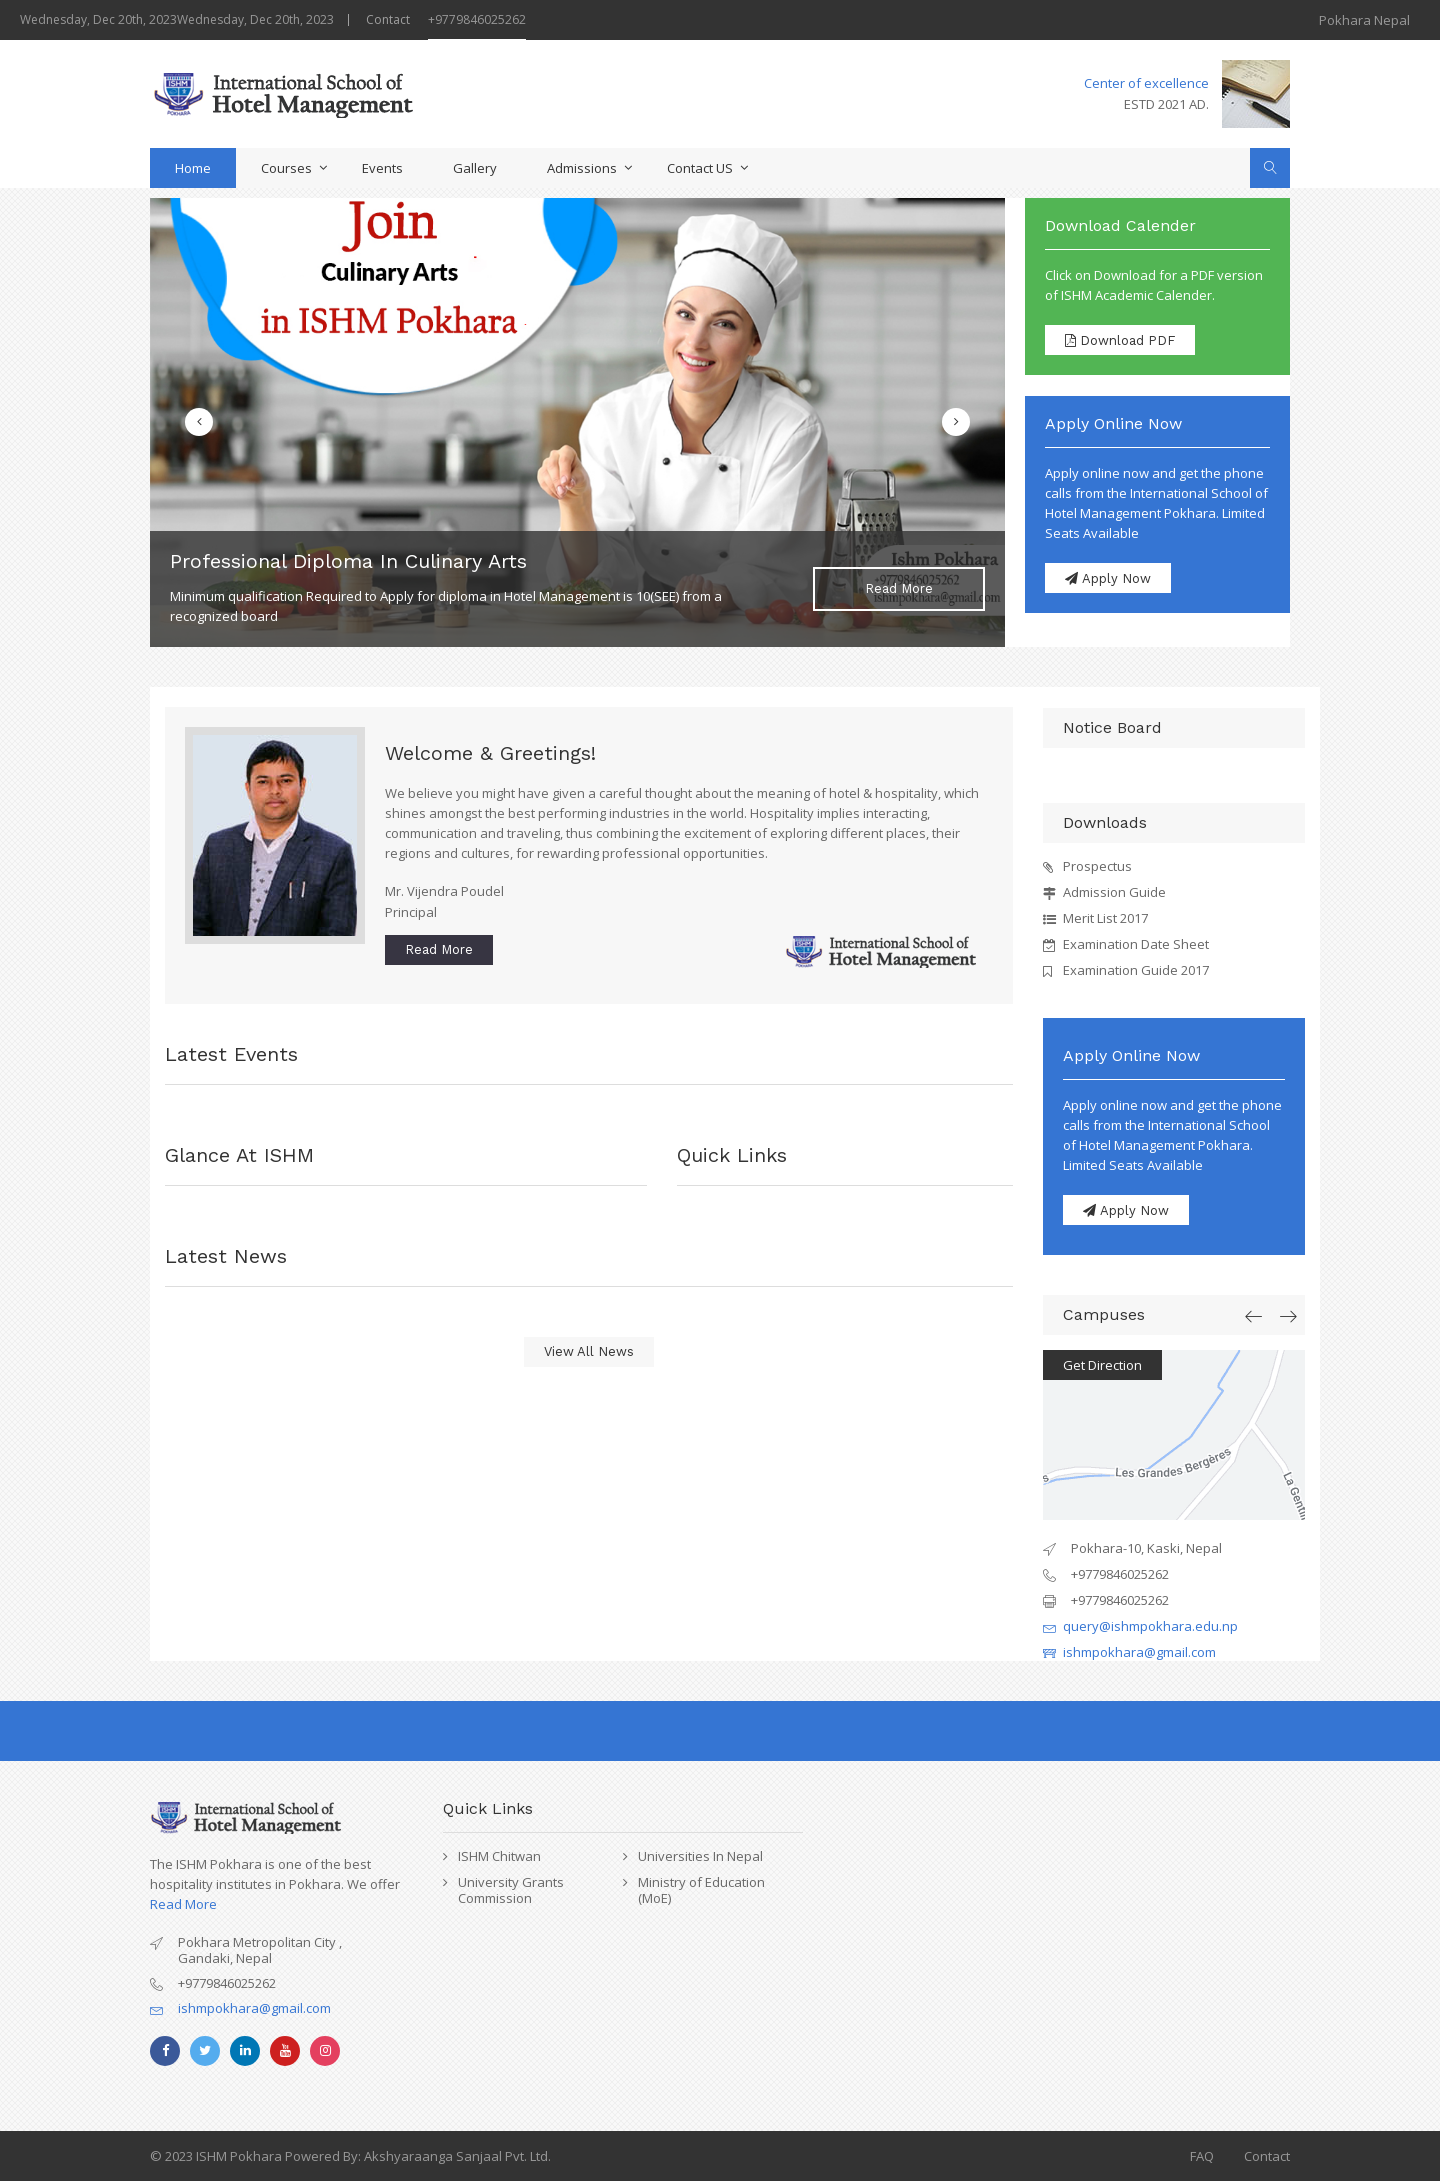 Wednesday, Dec 20th, 2023Wednesday, Dec 20th, 2023 | Contact +9779846025262
Pokhara Nepal
ISHM
POKHARA
International School of
Hotel Management
Center of excellence
ESTD 2021 AD.
Home Courses Events Gallery Admissions Contact US
Join
Culinary Arts
in ISHM Pokhara
Professional Diploma In Culinary Arts
Minimum qualification Required to Apply for diploma in Hotel Management is 10(SEE) from a
recognized board
Ishm Pokhara
+9779846025262
ishmpokhara@gmail.com
Read More
Download Calender
Click on Download for a PDF version
of ISHM Academic Calender.
Download PDF
Apply Online Now
Apply online now and get the phone
calls from the International School of
Hotel Management Pokhara. Limited
Seats Available
Apply Now
Welcome & Greetings!
We believe you might have given a careful thought about the meaning of hotel & hospitality, which
shines amongst the best performing industries in the world. Hospitality implies interacting,
communication and traveling, thus combining the excitement of exploring different places, their
regions and cultures, for rewarding professional opportunities.
Mr. Vijendra Poudel
Principal
Read More
ISHM
POKHARA
International School of
Hotel Management
Latest Events
Glance At ISHM
Quick Links
Latest News
View All News
Notice Board
Downloads
Prospectus
Admission Guide
Merit List 2017
Examination Date Sheet
Examination Guide 2017
Apply Online Now
Apply online now and get the phone
calls from the International School
of Hotel Management Pokhara.
Limited Seats Available
Apply Now
Campuses
Get Direction
Les Grandes Bergères
La Genti
s
Pokhara-10, Kaski, Nepal
+9779846025262
+9779846025262
query@ishmpokhara.edu.np
ishmpokhara@gmail.com
ISHM
POKHARA
International School of
Hotel Management
The ISHM Pokhara is one of the best
hospitality institutes in Pokhara. We offer
Read More
Pokhara Metropolitan City ,
Gandaki, Nepal
+9779846025262
ishmpokhara@gmail.com
Quick Links
ISHM Chitwan
University Grants
Commission
Universities In Nepal
Ministry of Education
(MoE)
© 2023 ISHM Pokhara Powered By: Akshyaraanga Sanjaal Pvt. Ltd.
FAQ Contact